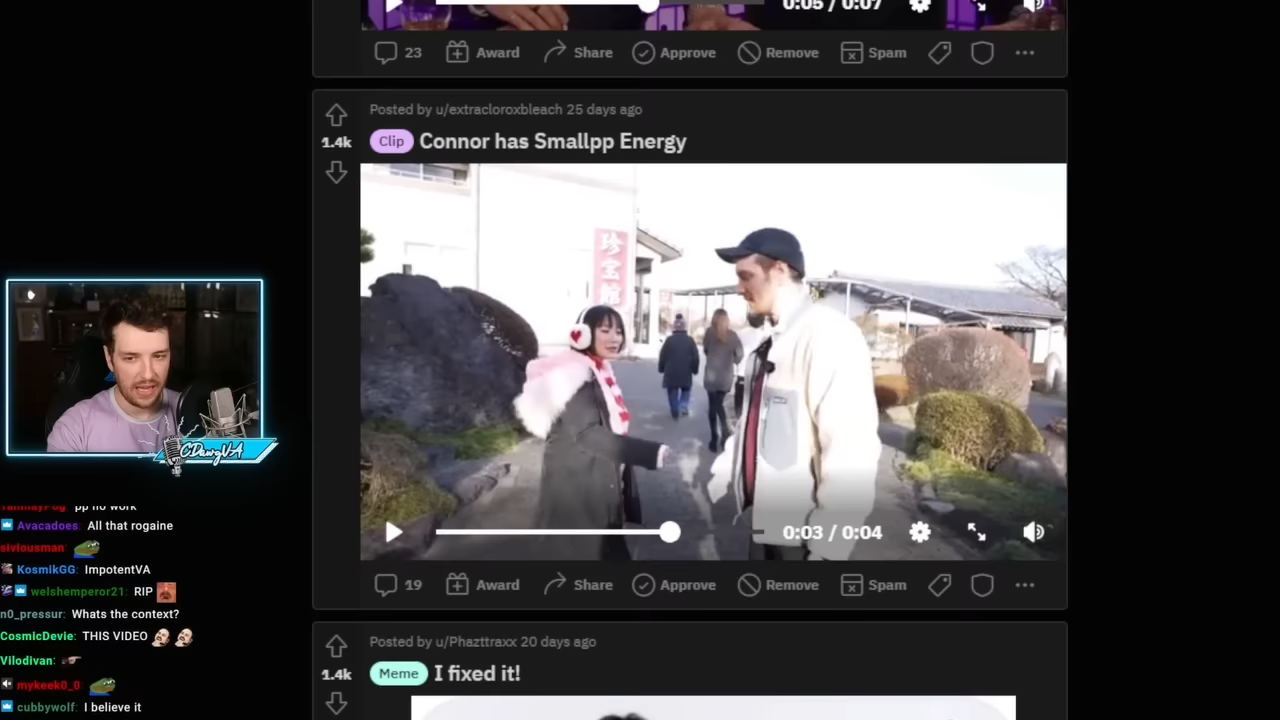 0:05 / 0:07
23
Award
Share
Approve
Remove
Spam
Posted by u/extracloroxbleach 25 days ago
1.4k
Clip Connor has Smallpp Energy
珍宝館
0:03 / 0:04
19
Award
Share
Approve
Remove
Spam
Posted by u/Phazttraxx 20 days ago
1.4k
Meme I fixed it!
CDawgVA
pp no work
Avacadoes: All that rogaine
siviousman:
KosmikGG: ImpotentVA
welshemperor21: RIP
n0_pressur: Whats the context?
CosmicDevie: THIS VIDEO
Vilodivan:
mykeek0_0
cubbywolf: I believe it